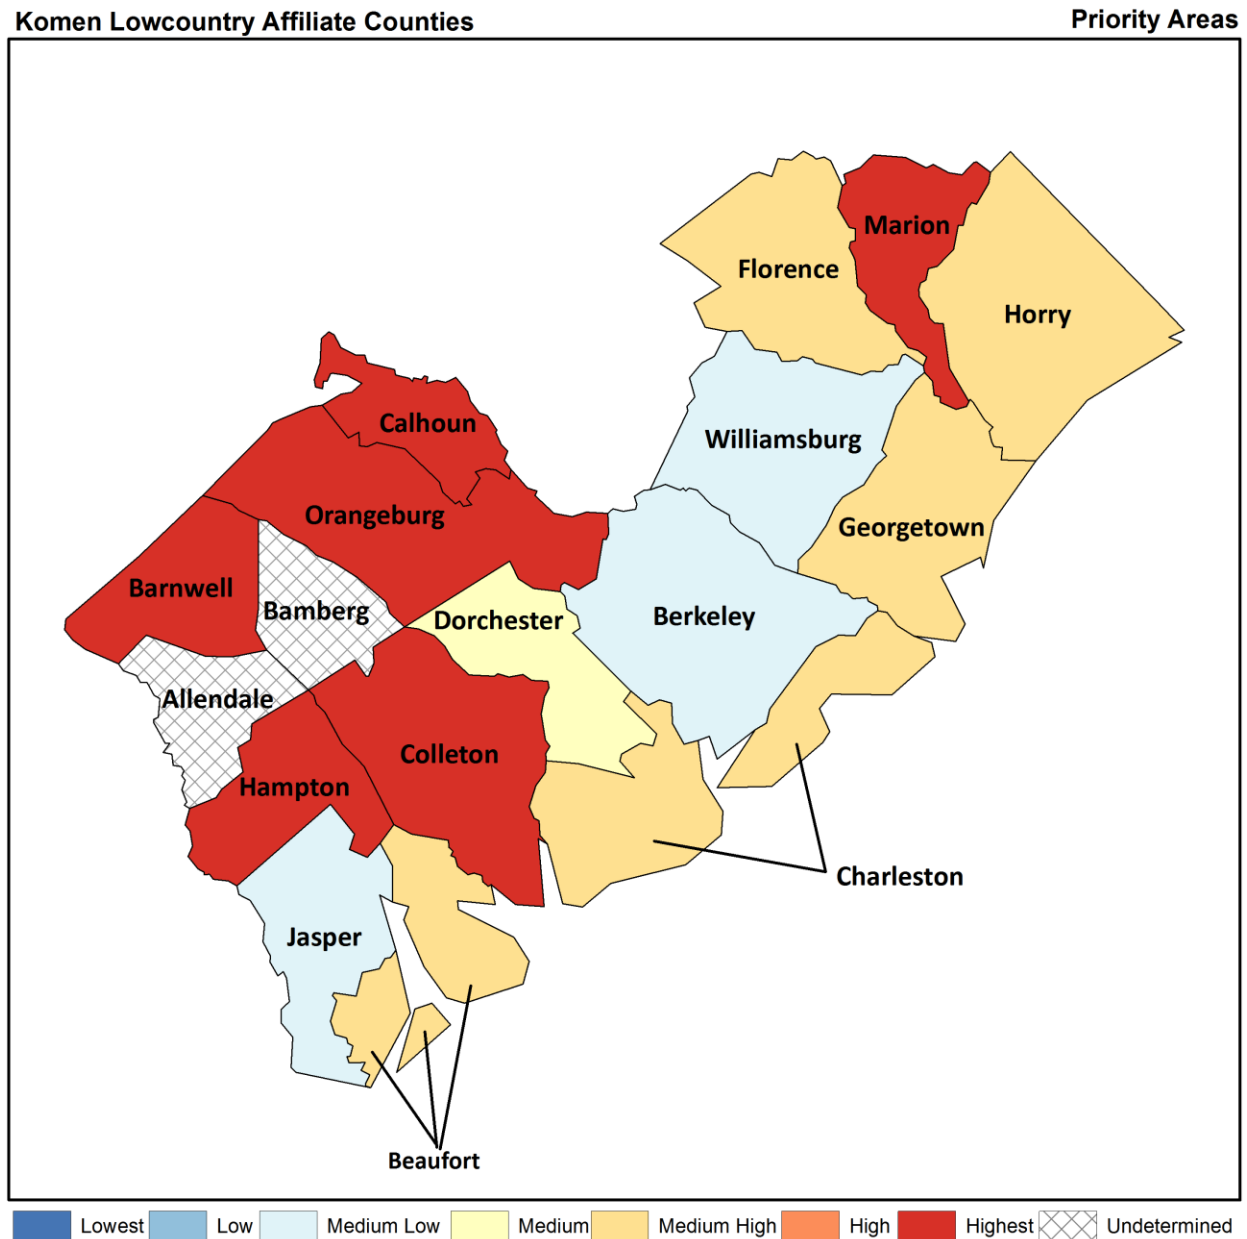 Komen Lowcountry Affiliate Counties
Priority Areas
Marion
Florence
Horry
Calhoun
Williamsburg
Orangeburg
Georgetown
Barnwell
Bamberg
Dorchester
Berkeley
Allendale
Colleton
Hampton
Charleston
Jasper
Beaufort
Lowest Low Medium Low Medium Medium High High Highest Undetermined